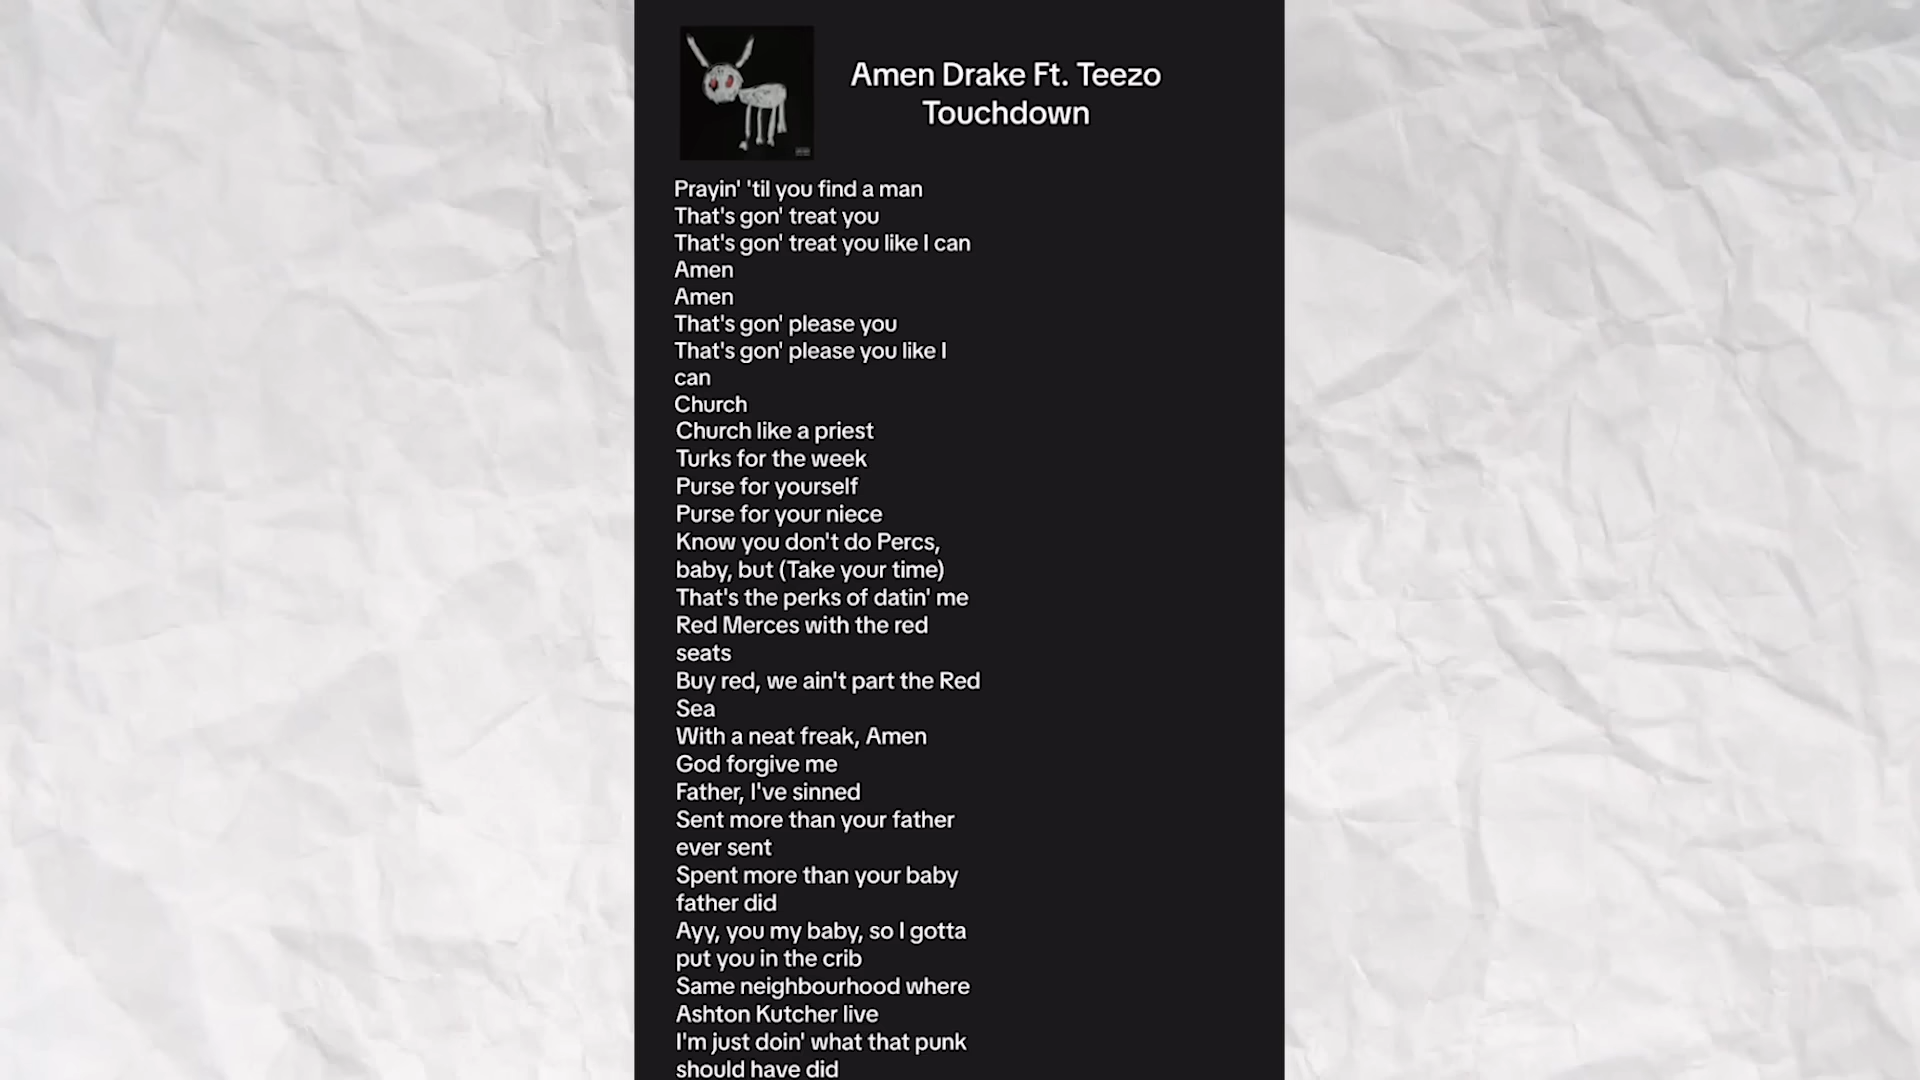 Amen Drake Ft. Teezo
Touchdown
Prayin' 'til you find a man
That's gon' treat you
That's gon' treat you like I can
Amen
Amen
That's gon' please you
That's gon' please you like I
can
Church
Church like a priest
Turks for the week
Purse for yourself
Purse for your niece
Know you don't do Percs,
baby, but (Take your time)
That's the perks of datin' me
Red Merces with the red
seats
Buy red, we ain't part the Red
Sea
With a neat freak, Amen
God forgive me
Father, I've sinned
Sent more than your father
ever sent
Spent more than your baby
father did
Ayy, you my baby, so I gotta
put you in the crib
Same neighbourhood where
Ashton Kutcher live
I'm just doin' what that punk
should have did